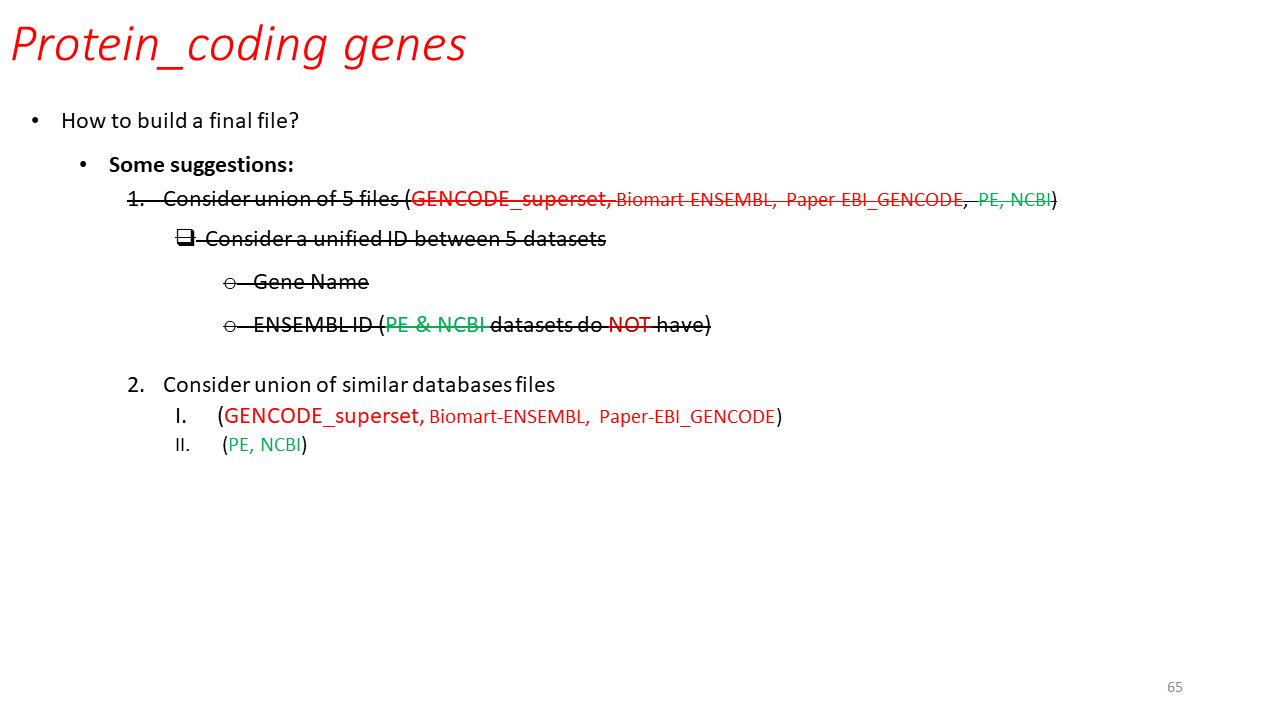 Protein_coding genes
• How to build a final file?
• Some suggestions:
1. Consider union of 5 files (GENCODE_superset, Biomart-ENSEMBL, Paper-EBI_GENCODE, PE, NCBI)
❑ Consider a unified ID between 5 datasets
o Gene Name
o ENSEMBL ID (PE & NCBI datasets do NOT have)
2. Consider union of similar databases files
I. (GENCODE_superset, Biomart-ENSEMBL, Paper-EBI_GENCODE)
II. (PE, NCBI)
65